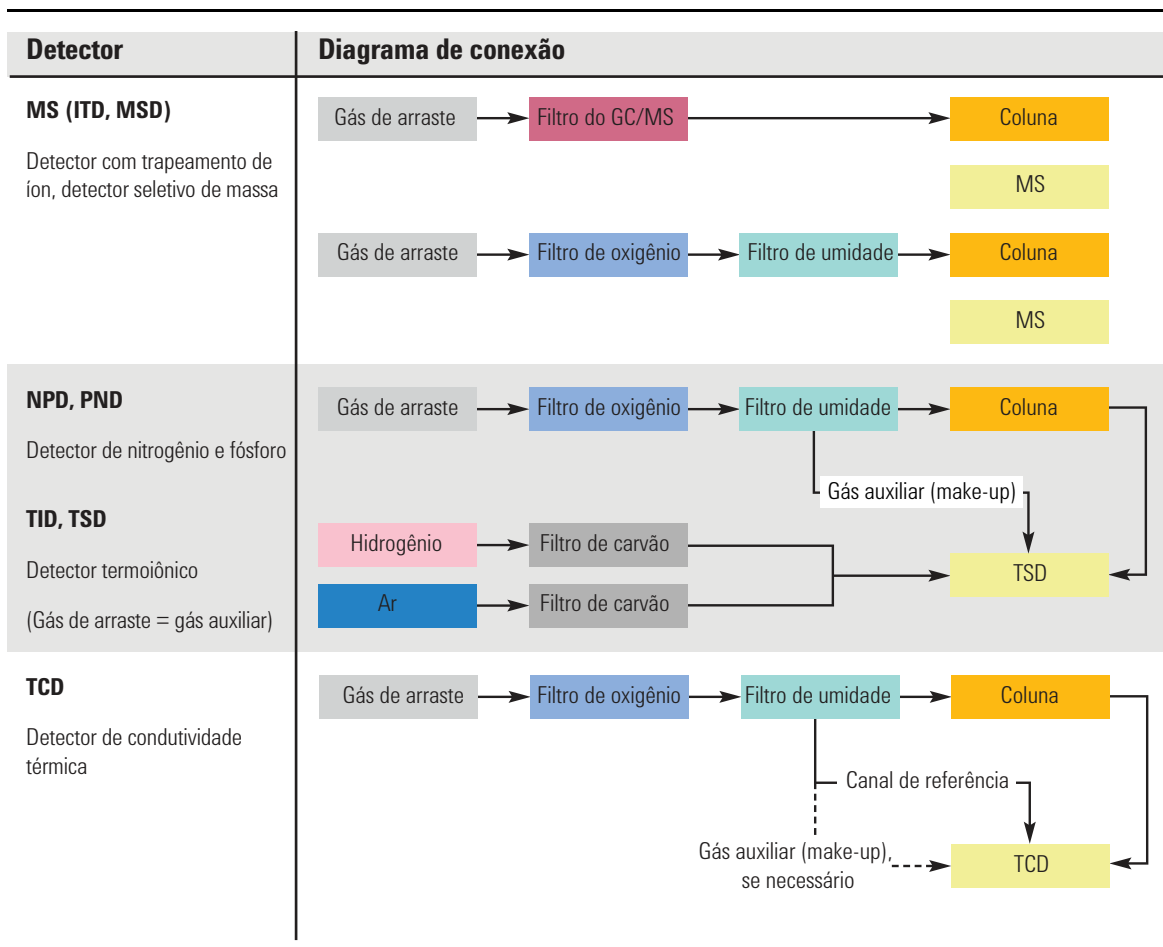 Detector
Diagrama de conexão
MS (ITD, MSD)
Detector com trapeamento de
íon, detector seletivo de massa
Gás de arraste
Filtro do GC/MS
Coluna
MS
Gás de arraste
Filtro de oxigênio
Filtro de umidade
Coluna
MS
NPD, PND
Detector de nitrogênio e fósforo
TID, TSD
Detector termoiônico
(Gás de arraste = gás auxiliar)
Gás de arraste
Filtro de oxigênio
Filtro de umidade
Coluna
Gás auxiliar (make-up)
Hidrogênio
Filtro de carvão
TSD
Ar
Filtro de carvão
TCD
Detector de condutividade
térmica
Gás de arraste
Filtro de oxigênio
Filtro de umidade
Coluna
Canal de referência
Gás auxiliar (make-up),
se necessário
TCD